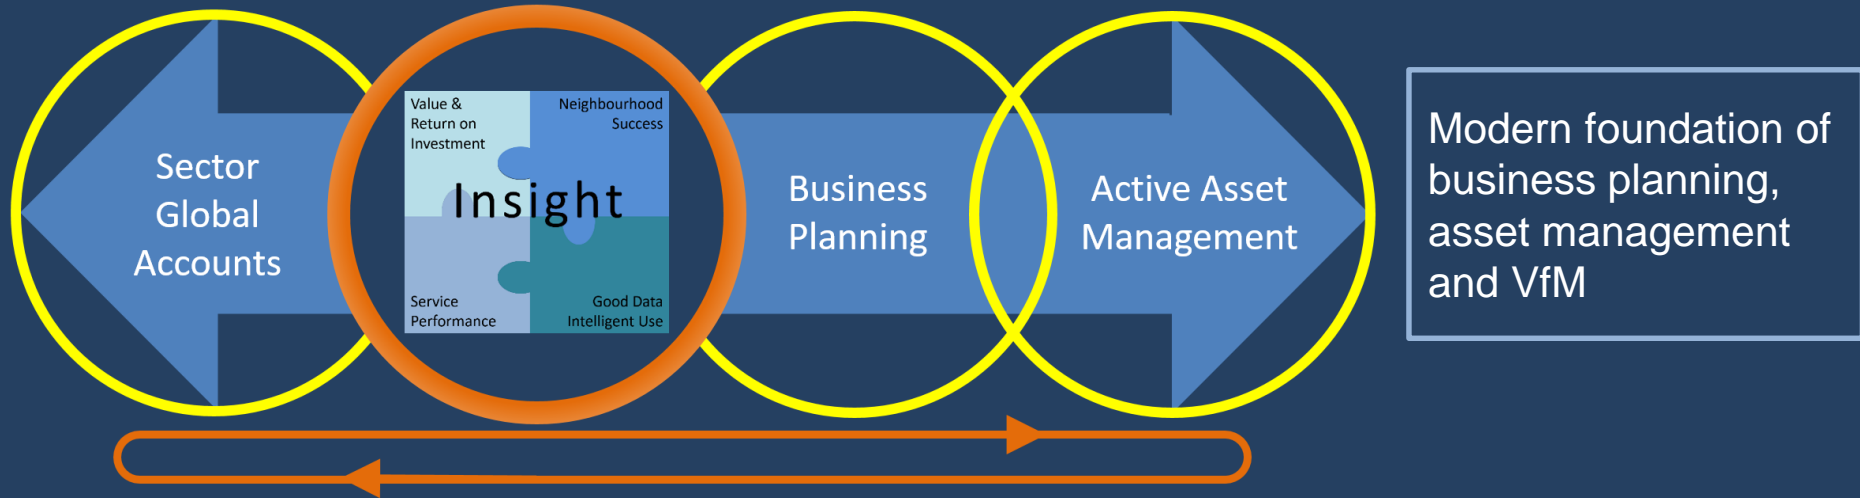 Sector
Global
Accounts
Value &
Return on
Investment
Neighbourhood
Success
Insight
Service
Performance
Good Data
Intelligent Use
Business
Planning
Active Asset
Management
Modern foundation of
business planning,
asset management
and VfM